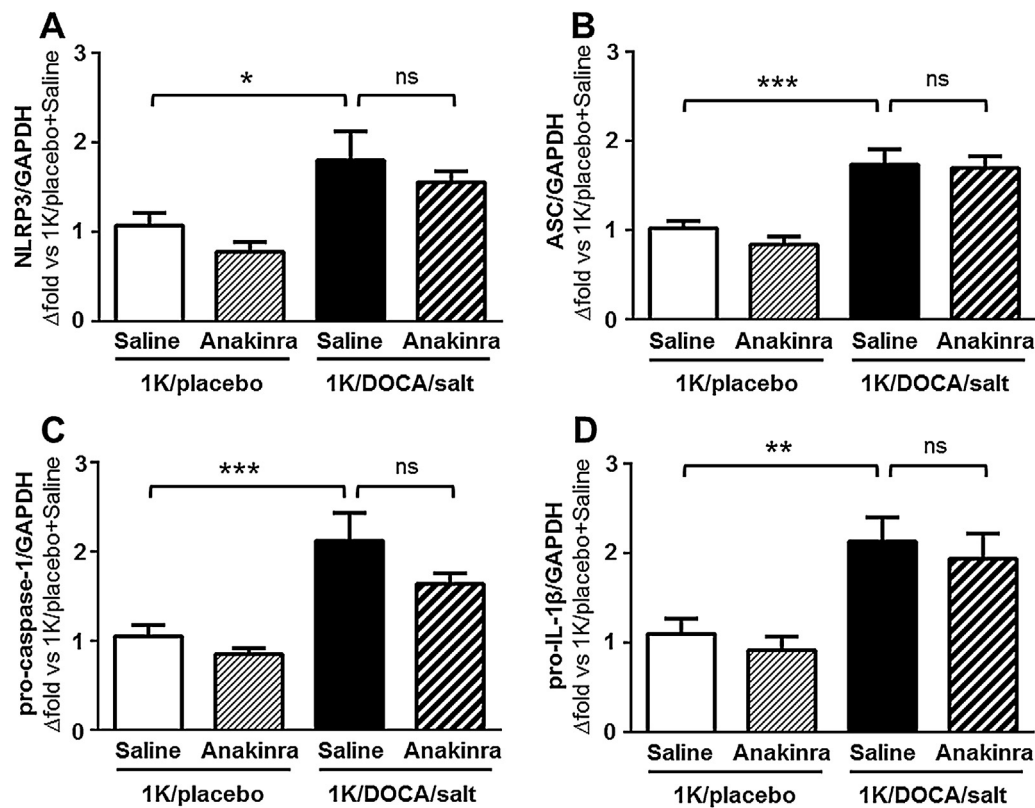 A
NLRP3/GAPDH
Δfold vs 1K/placebo+Saline
3
2
1
0
*
ns
Saline Anakinra Saline Anakinra
1K/placebo 1K/DOCA/salt
B
ASC/GAPDH
Δfold vs 1K/placebo+Saline
3
2
1
0
***
ns
Saline Anakinra Saline Anakinra
1K/placebo 1K/DOCA/salt
C
pro-caspase-1/GAPDH
Δfold vs 1K/placebo+Saline
3
2
1
0
***
ns
Saline Anakinra Saline Anakinra
1K/placebo 1K/DOCA/salt
D
pro-IL-1β/GAPDH
Δfold vs 1K/placebo+Saline
3
2
1
0
**
ns
Saline Anakinra Saline Anakinra
1K/placebo 1K/DOCA/salt